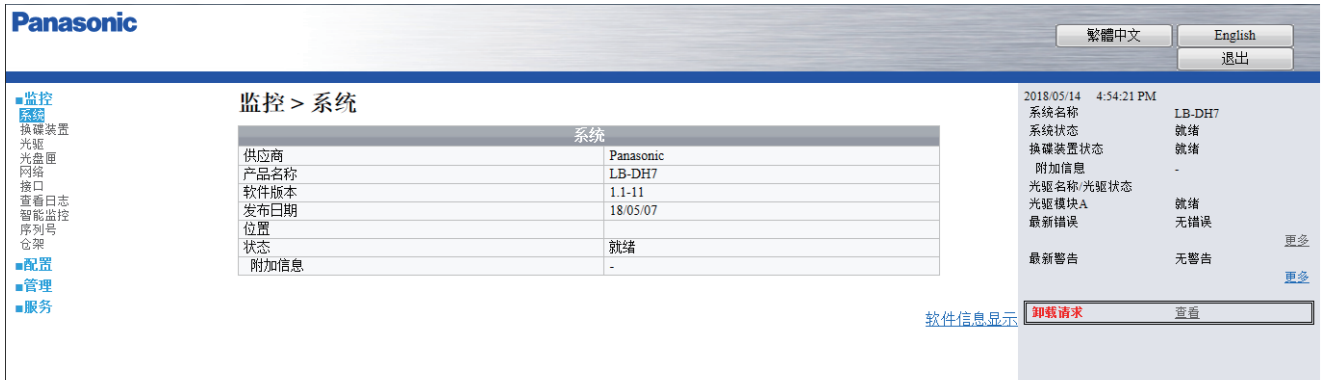 Panasonic
繁體中文 English
退出
■监控
系统
换碟装置
光驱
光盘匣
网络
接口
查看日志
智能监控
序列号
仓架
■配置
■管理
■服务
监控 > 系统
系统
供应商 Panasonic
产品名称 LB-DH7
软件版本 1.1-11
发布日期 18/05/07
位置
状态 就绪
附加信息 -
软件信息显示
2018/05/14 4:54:21 PM
系统名称 LB-DH7
系统状态 就绪
换碟装置状态 就绪
附加信息 -
光驱名称/光驱状态
光驱模块A 就绪
最新错误 无错误
更多
最新警告 无警告
更多
卸载请求 查看